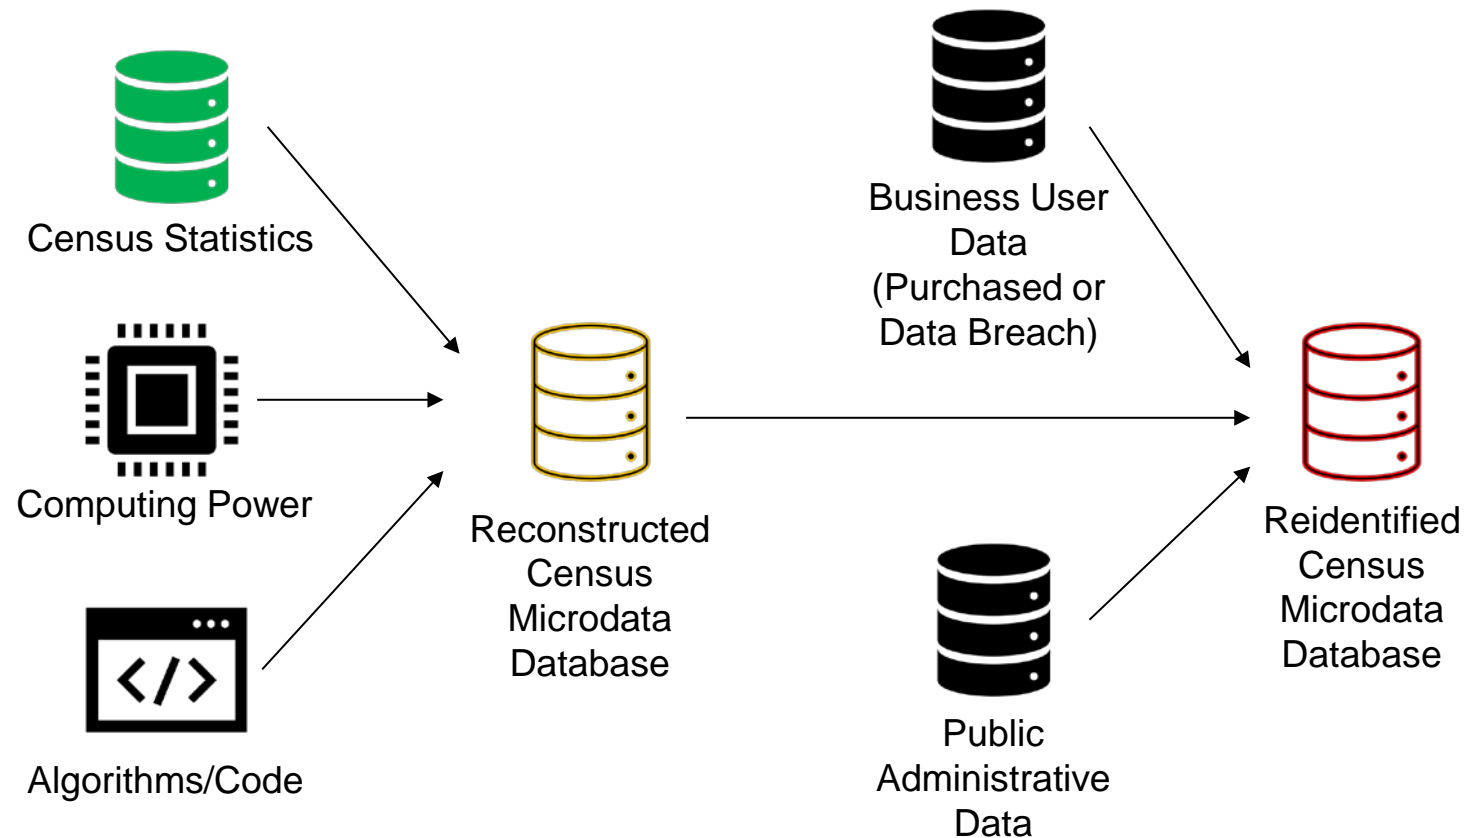 Census Statistics
Computing Power
</>
Algorithms/Code
Reconstructed
Census
Microdata
Database
Business User
Data
(Purchased or
Data Breach)
Public
Administrative
Data
Reidentified
Census
Microdata
Database